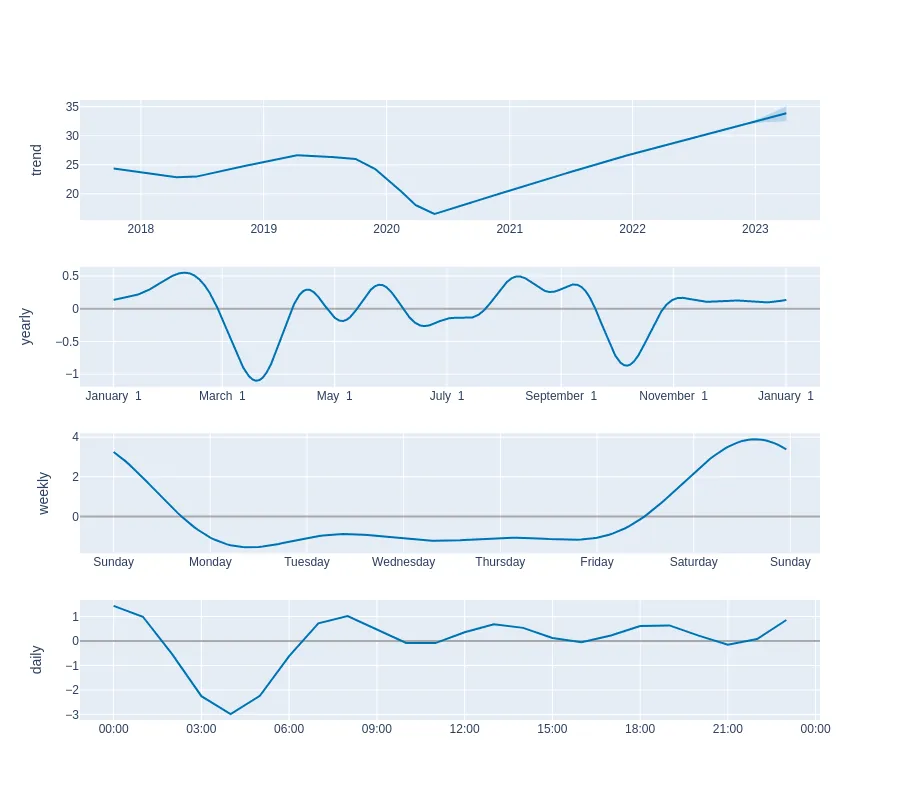 trend
35
30
25
20
2018 2019 2020 2021 2022 2023
yearly
0.5
0
−0.5
−1
January 1 March 1 May 1 July 1 September 1 November 1 January 1
weekly
4
2
0
Sunday Monday Tuesday Wednesday Thursday Friday Saturday Sunday
daily
1
0
−1
−2
−3
00:00 03:00 06:00 09:00 12:00 15:00 18:00 21:00 00:00